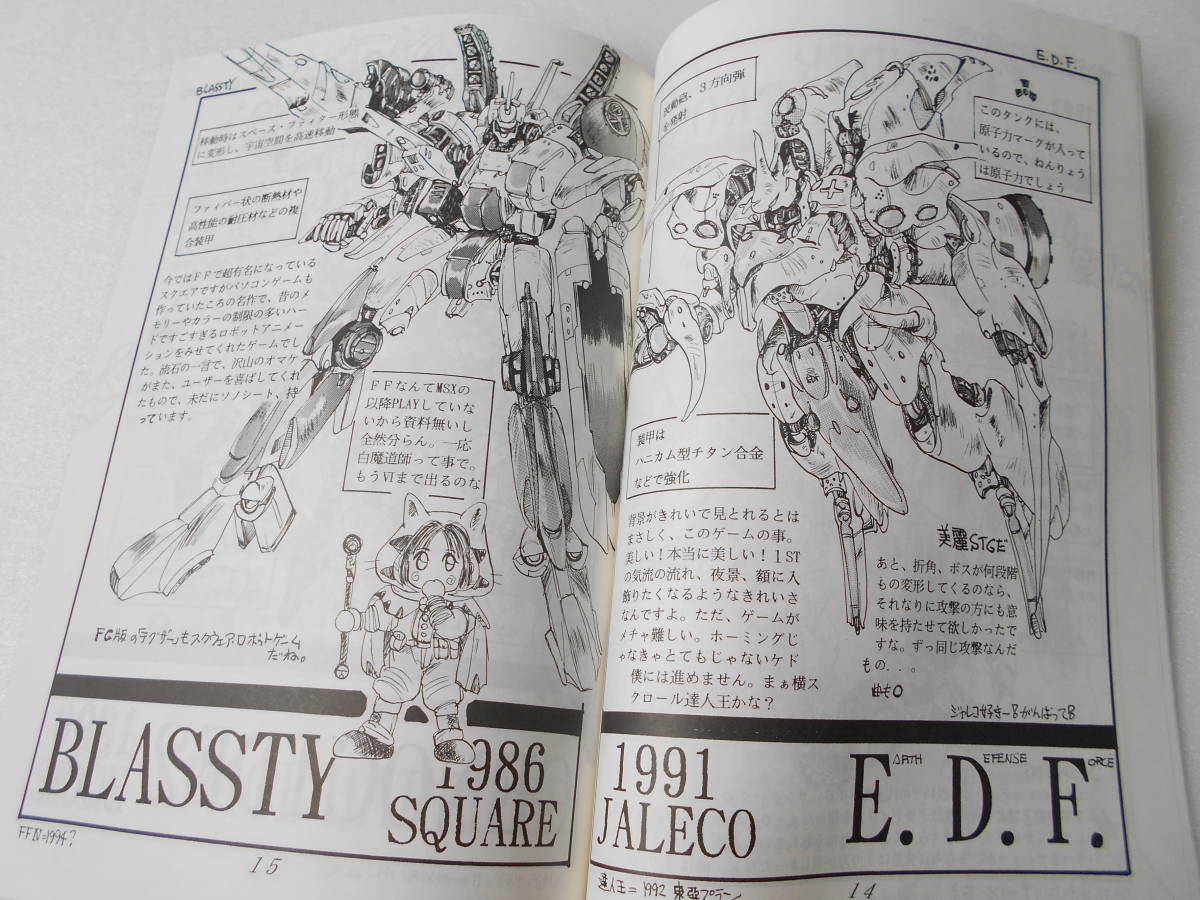 BLASSTY
移動時はスペース・ファイター形態
に変形し、宇宙空間を高速移動
ファイバー状の断熱材や
高性能の耐圧材などの複
合装甲
今ではＦＦで超有名になっている
スクエアですがパソコンゲームも
作っていたころの名作で、昔のメ
モリーやカラーの制限の多いハー
ドですごすぎるロボットアニメー
ションをみせてくれたゲームでし
た。流石の一言で、沢山のオマケ
がまた、ユーザーを喜ばしてくれ
たもので、未だにソノシート、持
っています。
ＦＦなんてMSXの
以降PLAYしていな
いから資料無いし
全然分らん。一応
白魔道師って事で。
もうⅥまで出るのな
FC版の「ラグザー」もスクウェア・ロボットゲーム
だね。
BLASSTY
1986
SQUARE
FFⅣ=1994?
15
E.D.F.
波動砲、３方向弾
を発射
このタンクには、
原子力マークが入って
いるので、ねんりょう
は原子力でしょう
装甲は
ハニカム型チタン合金
などで強化
背景がきれいで見とれるとは
まさしく、このゲームの事。
美しい！本当に美しい！１ST
の気流の流れ、夜景、額に入
飾りたくなるようなきれいさ
なんですよ。ただ、ゲームが
メチャ難しい。ホーミングじ
ゃなきゃとてもじゃないケド
僕には進めません。まぁ横ス
クロール達人王かな？
美麗STGE
あと、折角、ボスが何段階
もの変形してくるのなら、
それなりに攻撃の方にも意
味を持たせて欲しかったで
すな。ずっ同じ攻撃なんだ
もの．．。
ジャレコ好きーBがんばってB
1991
JALECO
E. D. F.
ARTH EFENSE ORCE
達人王=1992 東亜プラーン
14